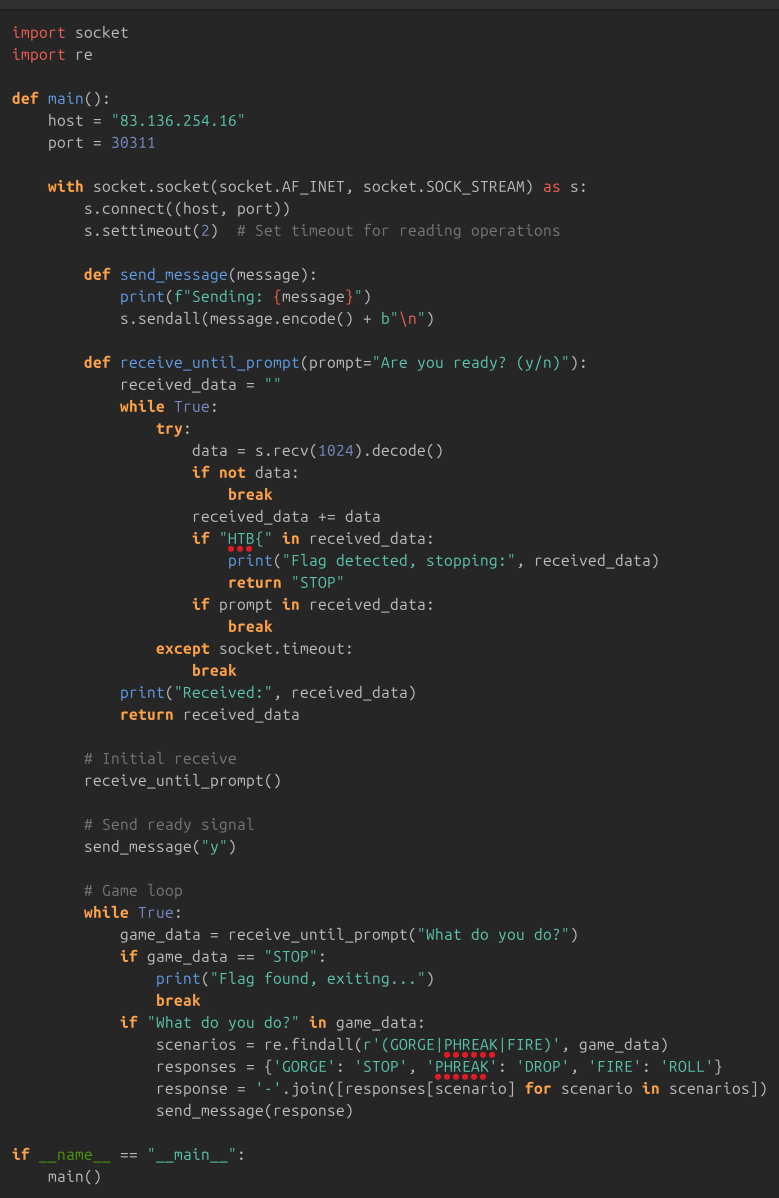 import socket
import re
def main():
    host = "83.136.254.16"
    port = 30311
    with socket.socket(socket.AF_INET, socket.SOCK_STREAM) as s:
        s.connect((host, port))
        s.settimeout(2)  # Set timeout for reading operations
        def send_message(message):
            print(f"Sending: {message}")
            s.sendall(message.encode() + b"\n")
        def receive_until_prompt(prompt="Are you ready? (y/n)"):
            received_data = ""
            while True:
                try:
                    data = s.recv(1024).decode()
                    if not data:
                        break
                    received_data += data
                    if "HTB{" in received_data:
                        print("Flag detected, stopping:", received_data)
                        return "STOP"
                    if prompt in received_data:
                        break
                except socket.timeout:
                    break
            print("Received:", received_data)
            return received_data
        # Initial receive
        receive_until_prompt()
        # Send ready signal
        send_message("y")
        # Game loop
        while True:
            game_data = receive_until_prompt("What do you do?")
            if game_data == "STOP":
                print("Flag found, exiting...")
                break
            if "What do you do?" in game_data:
                scenarios = re.findall(r'(GORGE|PHREAK|FIRE)', game_data)
                responses = {'GORGE': 'STOP', 'PHREAK': 'DROP', 'FIRE': 'ROLL'}
                response = '-'.join([responses[scenario] for scenario in scenarios])
                send_message(response)
if __name__ == "__main__":
    main()